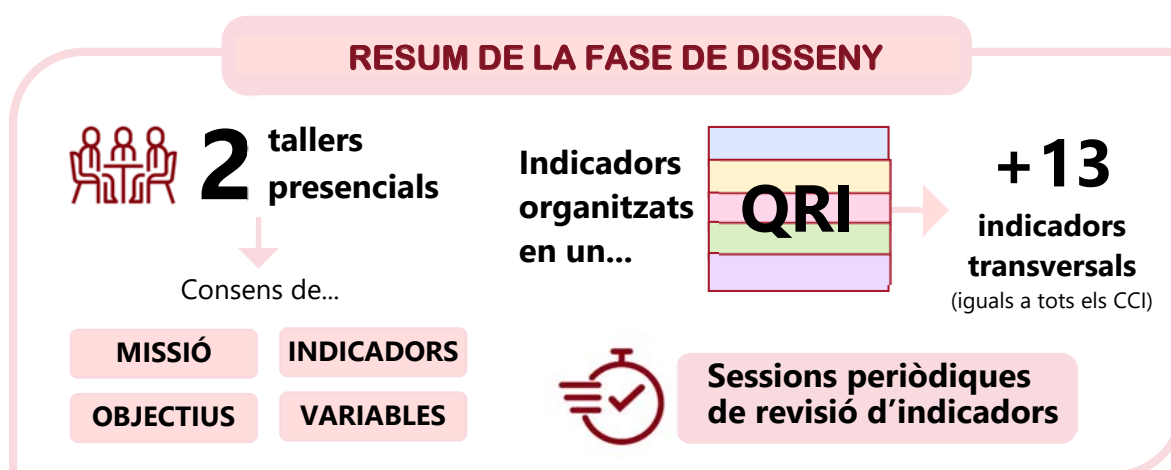 RESUM DE LA FASE DE DISSENY
2
tallers
presencials
Consens de...
MISSIÓ
INDICADORS
OBJECTIUS
VARIABLES
Indicadors
organitzats
en un...
QRI
+13
indicadors
transversals
(iguals a tots els CCI)
Sessions periòdiques
de revisió d’indicadors